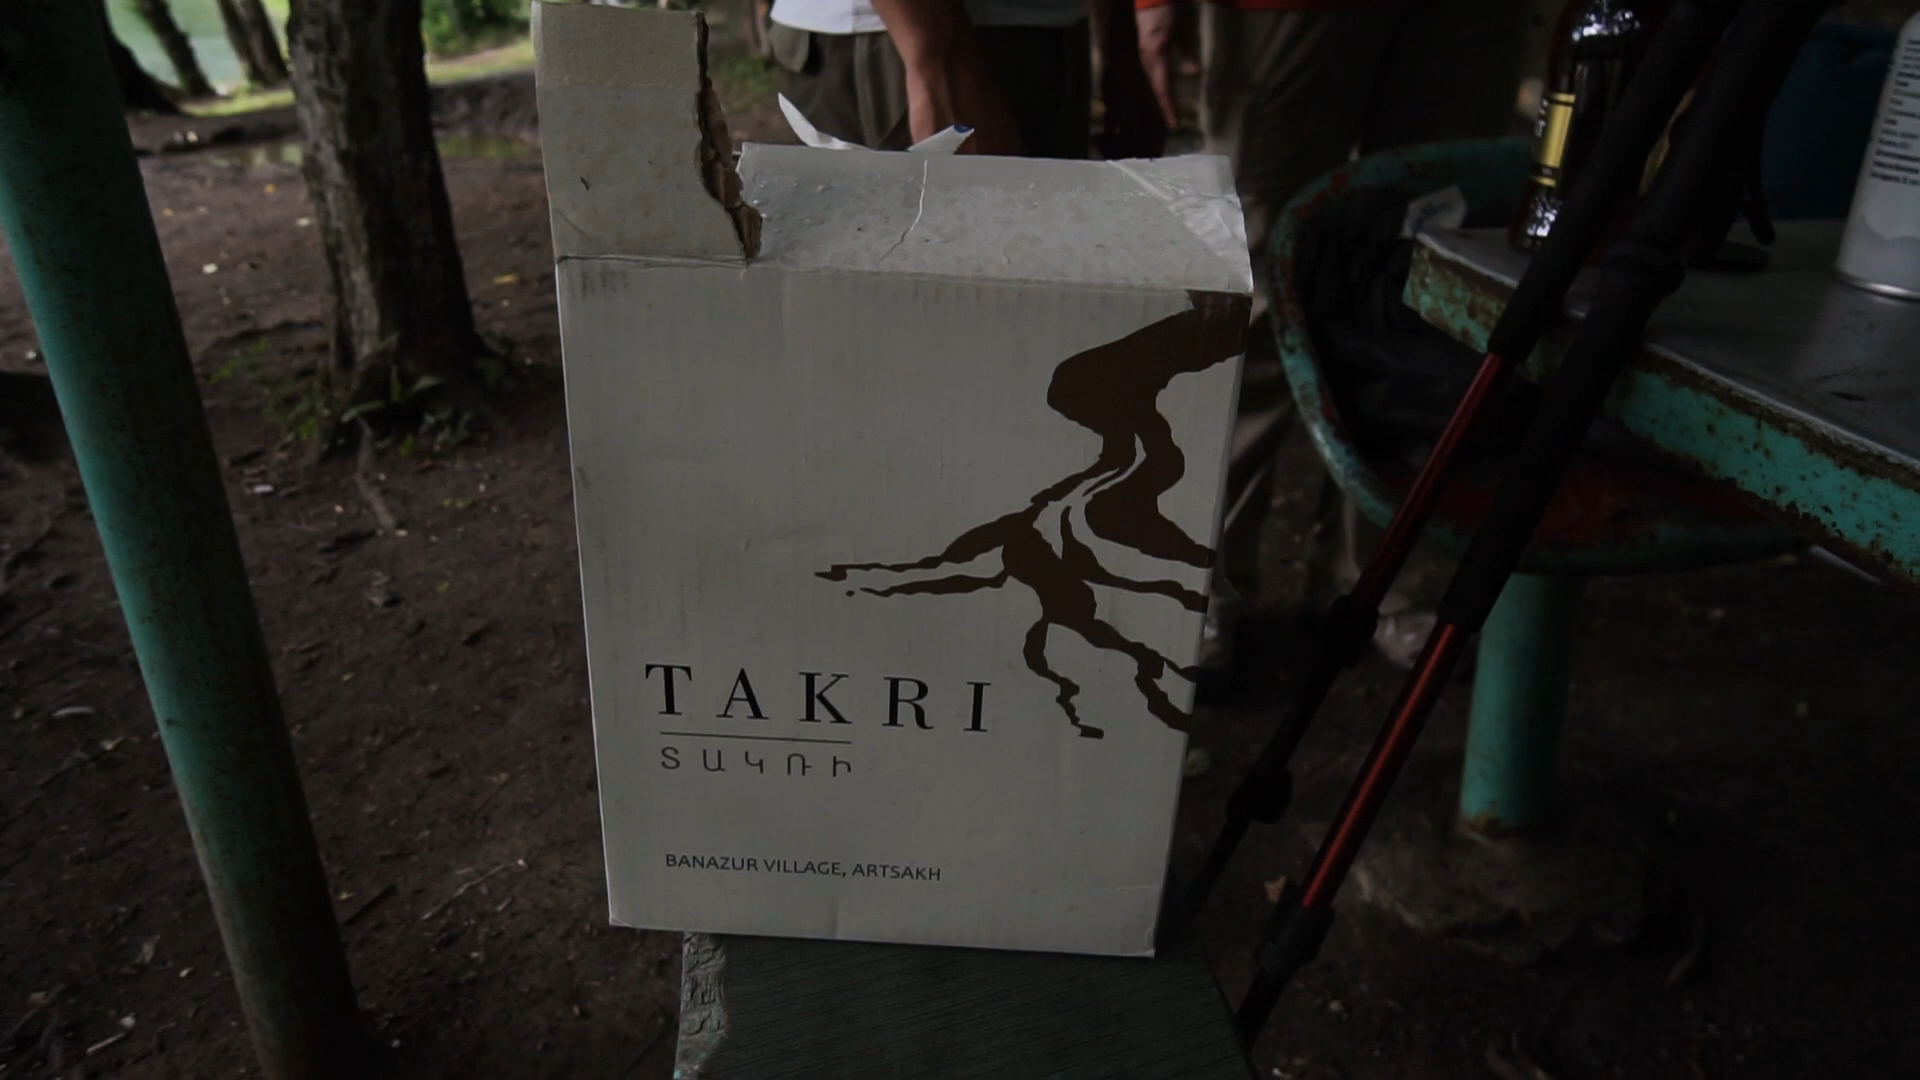 TAKRI
ՏԱԿՌԻ
BANAZUR VILLAGE, ARTSAKH